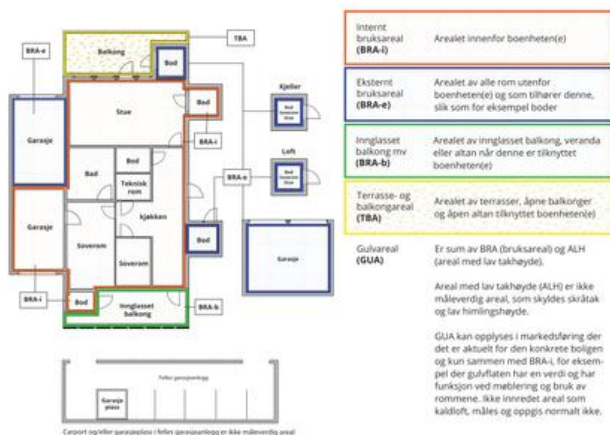 TBA
BRA-e
Balkong
Bod
Kjeller
Stue
Bod
Garasje
BRA-i
Loft
Bod
Bad
Teknisk
rom
BRA-e
kjøkken
Garasje
Soverom
Bod
Garasje
Soverom
BRA-i
Bod
Innglasset
balkong
BRA-b
Felles garasjeanlegg
Garasje
plass
Carport og/eller garasjeplass i felles garasjeanlegg er ikke måleverdig areal
Internt
bruksareal
(BRA-i)
Arealet innenfor boenheten(e)
Eksternt
bruksareal
(BRA-e)
Arealet av alle rom utenfor
boenheten(e) og som tilhører denne,
slik som for eksempel boder
Innglasset
balkong mv
(BRA-b)
Arealet av innglasset balkong, veranda
eller altan når denne er tilknyttet
boenheten(e)
Terrasse- og
balkongareal
(TBA)
Arealet av terrasser, åpne balkonger
og åpen altan tilknyttet boenheten(e)
Gulvareal
(GUA)
Er sum av BRA (bruksareal) og ALH
(areal med lav takhøyde).
Areal med lav takhøyde (ALH) er ikke
måleverdig areal, som skyldes skråtak
og lav himlingshøyde.
GUA kan opplyses i markedsføring der
det er aktuelt for den konkrete boligen
og kun sammen med BRA-i, for eksem-
pel der gulvflaten har en verdi og har
funksjon ved møblering og bruk av
rommene. Ikke innredet areal som
kaldloft, måles og oppgis normalt ikke.